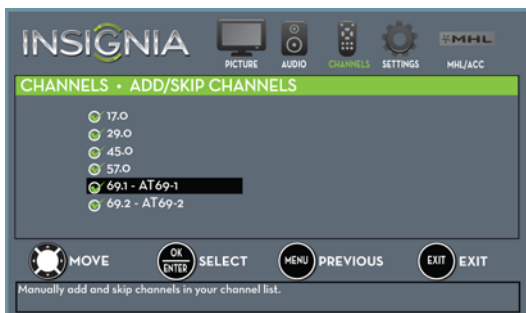 INSIGNIA
PICTURE AUDIO CHANNELS SETTINGS MHL MHL/ACC
CHANNELS • ADD/SKIP CHANNELS
17.0
29.0
45.0
57.0
69.1 - AT69-1
69.2 - AT69-2
MOVE OK ENTER SELECT MENU PREVIOUS EXIT EXIT
Manually add and skip channels in your channel list.